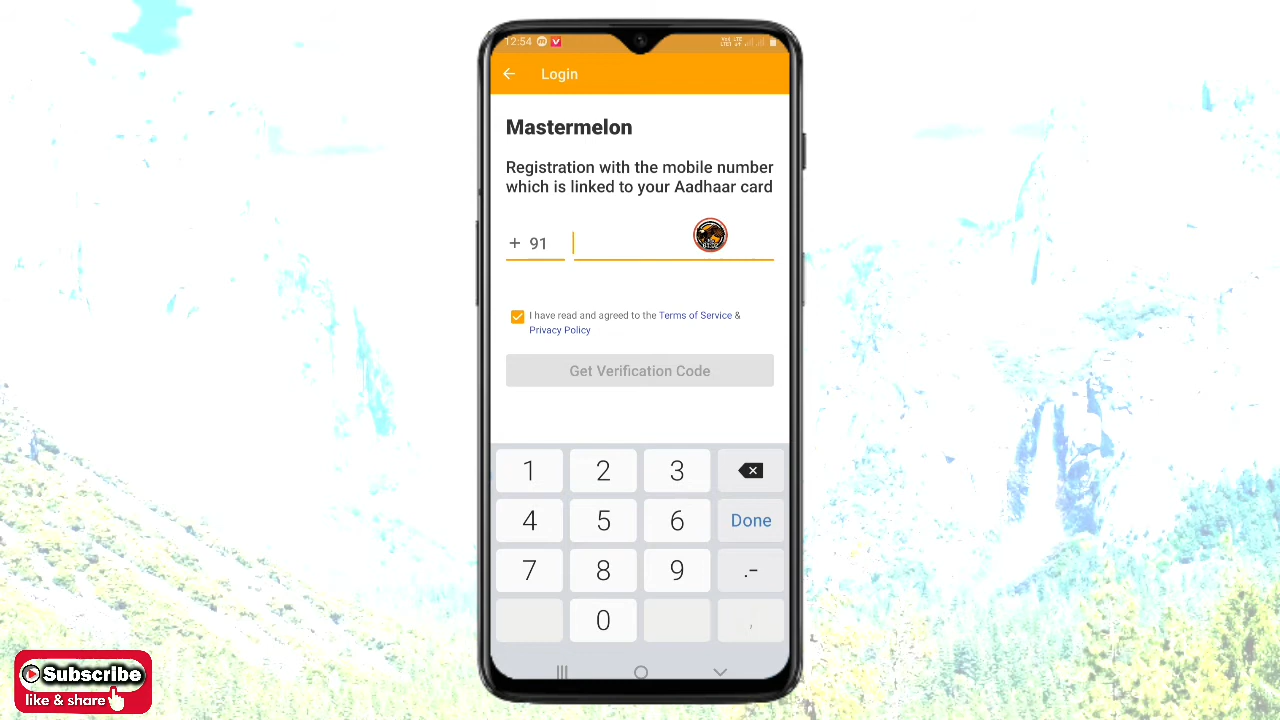 12:54
Login
Mastermelon
Registration with the mobile number
which is linked to your Aadhaar card
+ 91
I have read and agreed to the Terms of Service &
Privacy Policy
Get Verification Code
1 2 3
4 5 6 Done
7 8 9 .-
0 ,
Subscribe
like & share